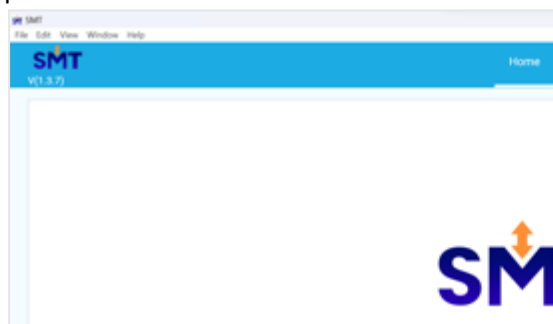 SMT
File Edit View Window Help
SMT
Home
V(1.3.7)
SM